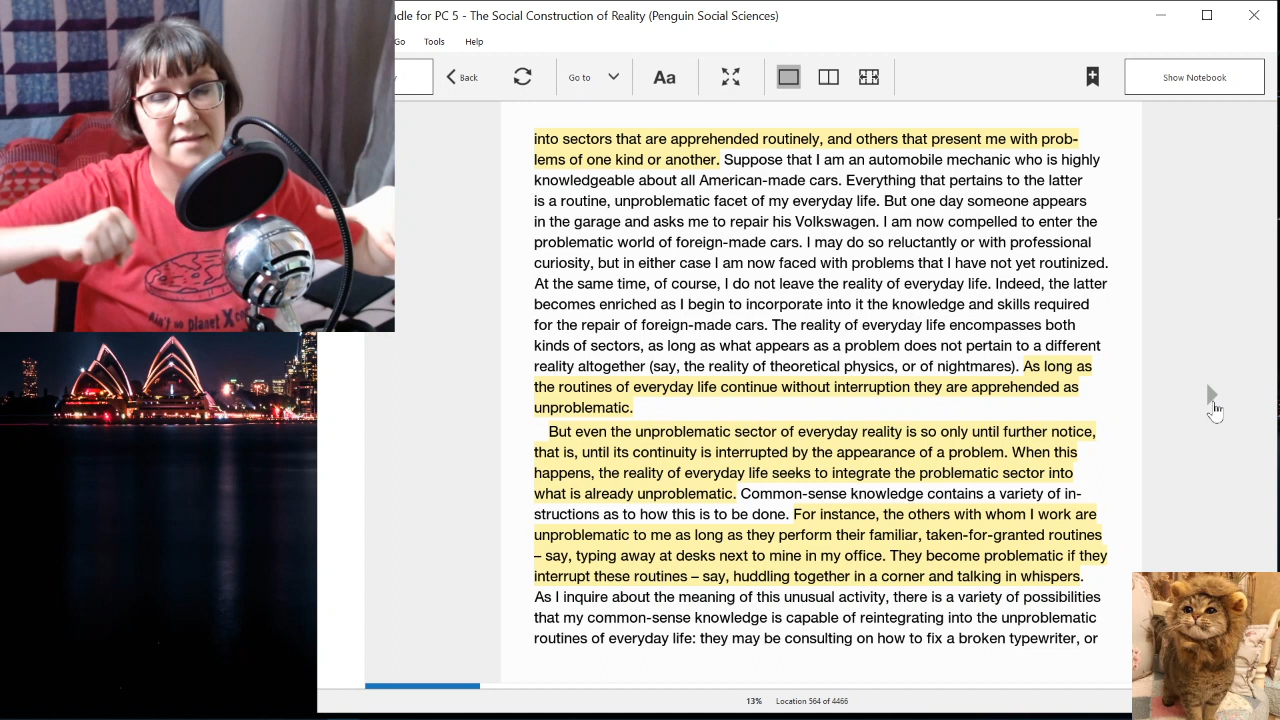 dle for PC 5 - The Social Construction of Reality (Penguin Social Sciences)
Go Tools Help
Back Go to Aa Show Notebook
into sectors that are apprehended routinely, and others that present me with prob-
lems of one kind or another. Suppose that I am an automobile mechanic who is highly
knowledgeable about all American-made cars. Everything that pertains to the latter
is a routine, unproblematic facet of my everyday life. But one day someone appears
in the garage and asks me to repair his Volkswagen. I am now compelled to enter the
problematic world of foreign-made cars. I may do so reluctantly or with professional
curiosity, but in either case I am now faced with problems that I have not yet routinized.
At the same time, of course, I do not leave the reality of everyday life. Indeed, the latter
becomes enriched as I begin to incorporate into it the knowledge and skills required
for the repair of foreign-made cars. The reality of everyday life encompasses both
kinds of sectors, as long as what appears as a problem does not pertain to a different
reality altogether (say, the reality of theoretical physics, or of nightmares). As long as
the routines of everyday life continue without interruption they are apprehended as
unproblematic.
But even the unproblematic sector of everyday reality is so only until further notice,
that is, until its continuity is interrupted by the appearance of a problem. When this
happens, the reality of everyday life seeks to integrate the problematic sector into
what is already unproblematic. Common-sense knowledge contains a variety of in-
structions as to how this is to be done. For instance, the others with whom I work are
unproblematic to me as long as they perform their familiar, taken-for-granted routines
– say, typing away at desks next to mine in my office. They become problematic if they
interrupt these routines – say, huddling together in a corner and talking in whispers.
As I inquire about the meaning of this unusual activity, there is a variety of possibilities
that my common-sense knowledge is capable of reintegrating into the unproblematic
routines of everyday life: they may be consulting on how to fix a broken typewriter, or
13% Location 564 of 4466
Ain't no planet X co